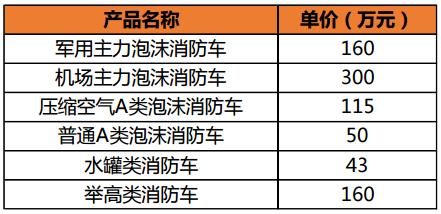 产品名称 单价（万元）
军用主力泡沫消防车 160
机场主力泡沫消防车 300
压缩空气A类泡沫消防车 115
普通A类泡沫消防车 50
水罐类消防车 43
举高类消防车 160